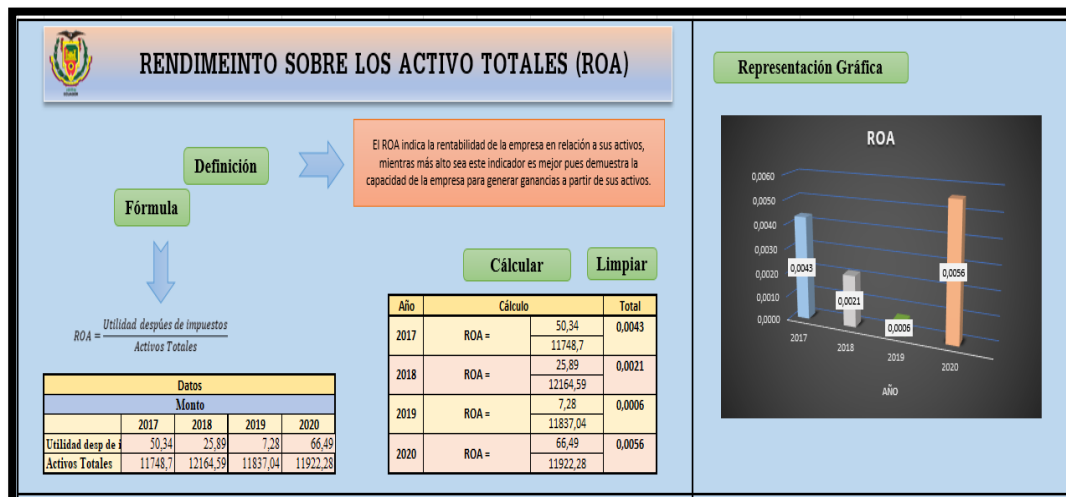 RENDIMEINTO SOBRE LOS ACTIVO TOTALES (ROA)
Definición
El ROA indica la rentabilidad de la empresa en relación a sus activos,
mientras más alto sea este indicador es mejor pues demuestra la
capacidad de la empresa para generar ganancias a partir de sus activos.
Fórmula
ROA = Utilidad despúes de impuestos
Activos Totales
Cálcular
Limpiar
Datos
Monto
2017 2018 2019 2020
Utilidad desp de i 50,34 25,89 7,28 66,49
Activos Totales 11748,7 12164,59 11837,04 11922,28
Año Cálculo Total
2017 ROA = 50,34 0,0043
11748,7
2018 ROA = 25,89 0,0021
12164,59
2019 ROA = 7,28 0,0006
11837,04
2020 ROA = 66,49 0,0056
11922,28
Representación Gráfica
ROA
0,0060
0,0050
0,0040
0,0030
0,0020
0,0010
0,0000
0,0043
0,0021
0,0006
0,0056
2017
2018
2019
2020
AÑO